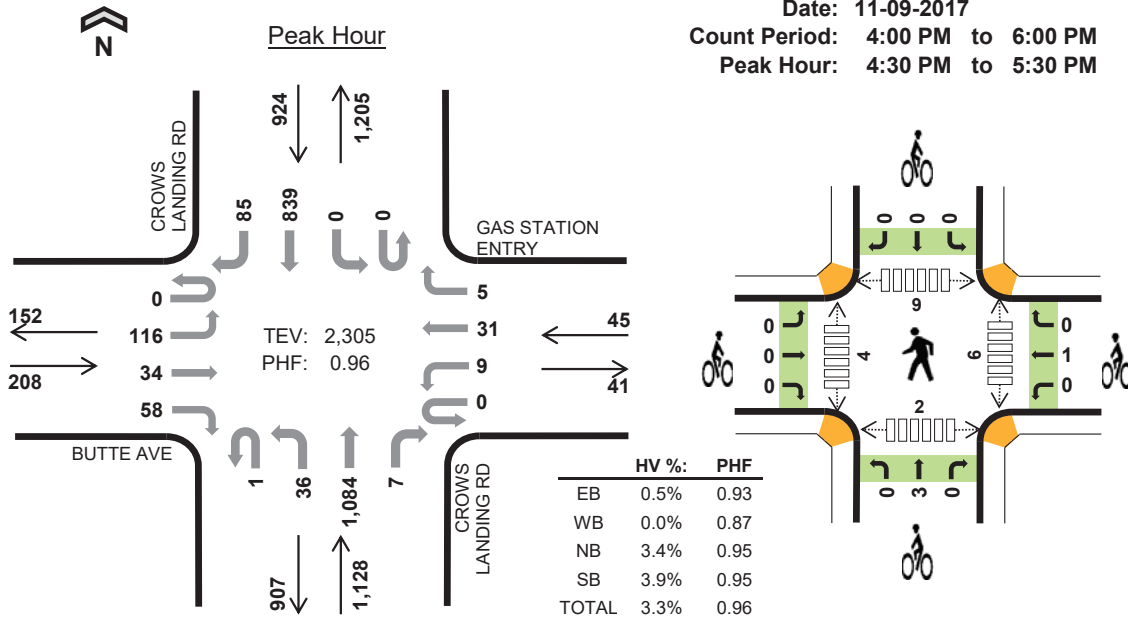 N
Peak Hour
Date: 11-09-2017
Count Period: 4:00 PM to 6:00 PM
Peak Hour: 4:30 PM to 5:30 PM
924
1,205
CROWS
LANDING RD
85
839
0
0
GAS STATION
ENTRY
0
116
34
58
152
208
TEV: 2,305
PHF: 0.96
5
31
9
0
45
41
BUTTE AVE
1
36
1,084
7
907
1,128
CROWS
LANDING RD
HV %: PHF
EB 0.5% 0.93
WB 0.0% 0.87
NB 3.4% 0.95
SB 3.9% 0.95
TOTAL 3.3% 0.96
0 0 0
9
0
0
0
4
6
0
1
0
2
0 3 0